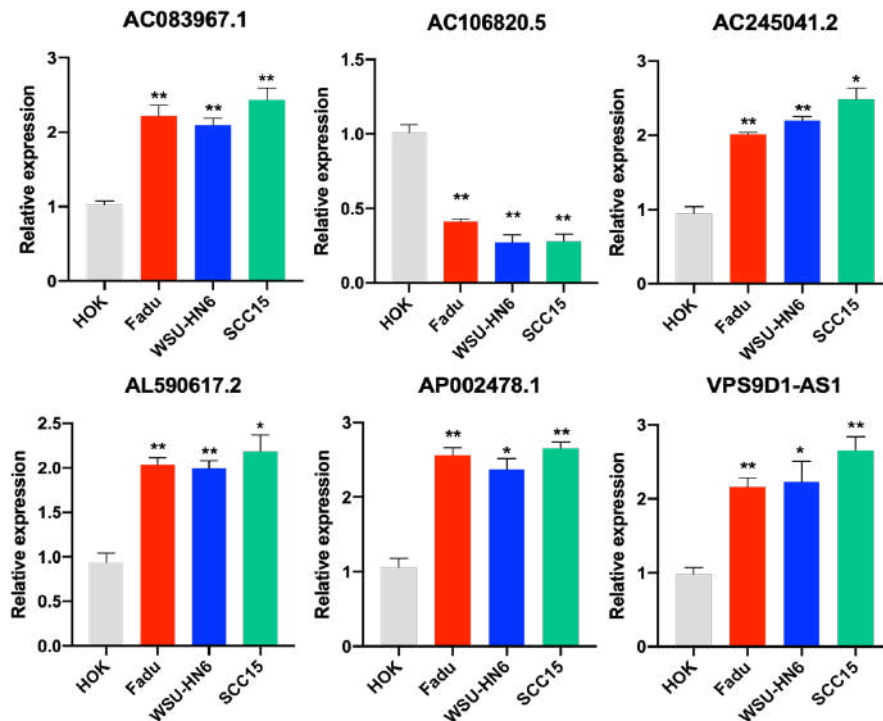 AC083967.1
Relative expression
3
2
1
0
**
**
**
HOK
Fadu
WSU-HN6
SCC15
AC106820.5
Relative expression
1.5
1.0
0.5
0.0
**
**
**
HOK
Fadu
WSU-HN6
SCC15
AC245041.2
Relative expression
3
2
1
0
**
**
*
HOK
Fadu
WSU-HN6
SCC15
AL590617.2
Relative expression
2.5
2.0
1.5
1.0
0.5
0.0
**
**
*
HOK
Fadu
WSU-HN6
SCC15
AP002478.1
Relative expression
3
2
1
0
**
*
**
HOK
Fadu
WSU-HN6
SCC15
VPS9D1-AS1
Relative expression
3
2
1
0
**
*
**
HOK
Fadu
WSU-HN6
SCC15